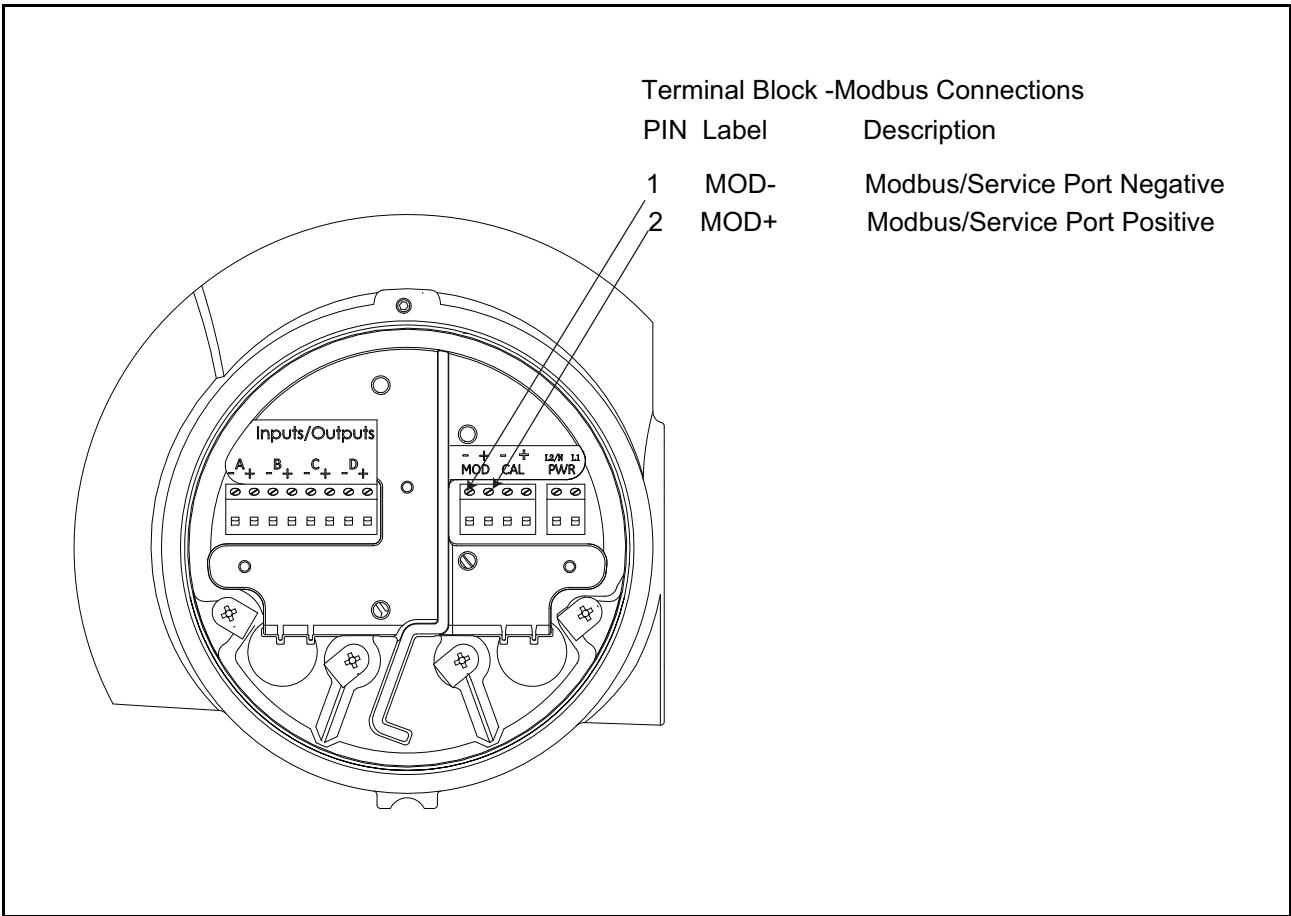 Terminal Block -Modbus Connections
PIN Label Description
1 MOD- Modbus/Service Port Negative
2 MOD+ Modbus/Service Port Positive
Inputs/Outputs
A B C D
- + - + - + - +
- + - + L2/N L1
MOD CAL PWR